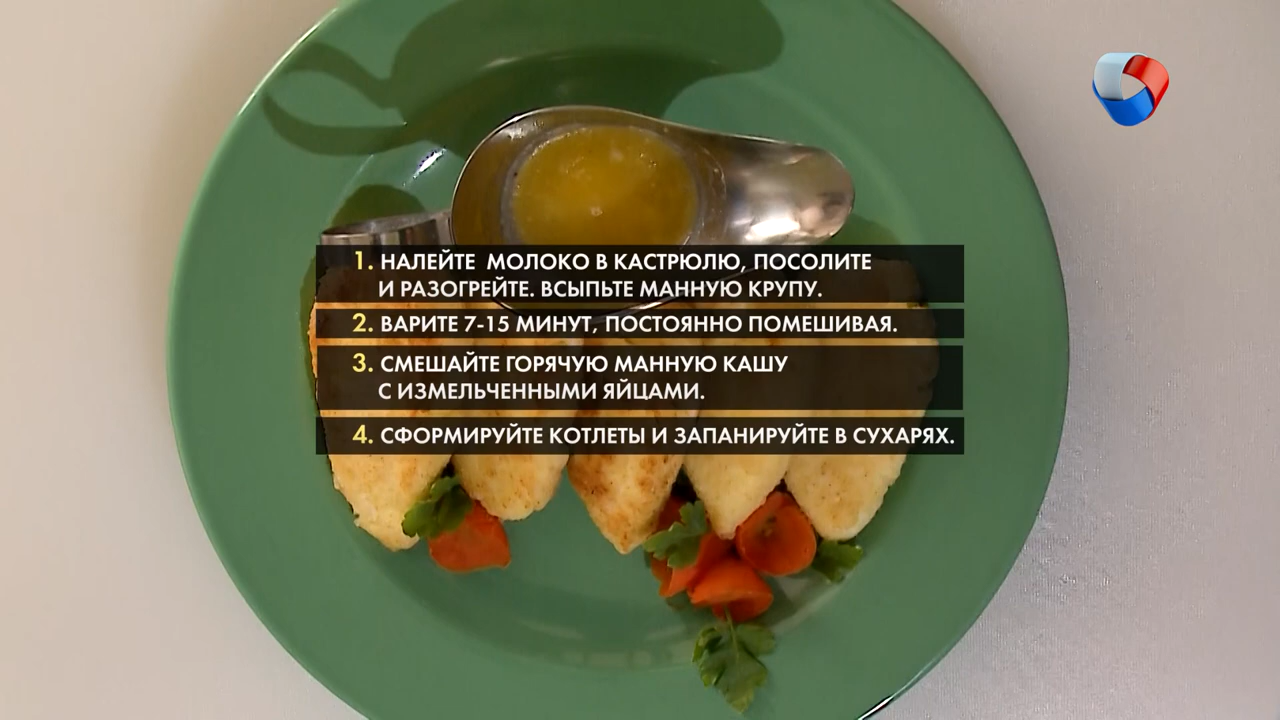 1. НАЛЕЙТЕ МОЛОКО В КАСТРЮЛЮ, ПОСОЛИТЕ
И РАЗОГРЕЙТЕ. ВСЫПЬТЕ МАННУЮ КРУПУ.
2. ВАРИТЕ 7-15 МИНУТ, ПОСТОЯННО ПОМЕШИВАЯ.
3. СМЕШАЙТЕ ГОРЯЧУЮ МАННУЮ КАШУ
С ИЗМЕЛЬЧЕННЫМИ ЯЙЦАМИ.
4. СФОРМИРУЙТЕ КОТЛЕТЫ И ЗАПАНИРУЙТЕ В СУХАРЯХ.